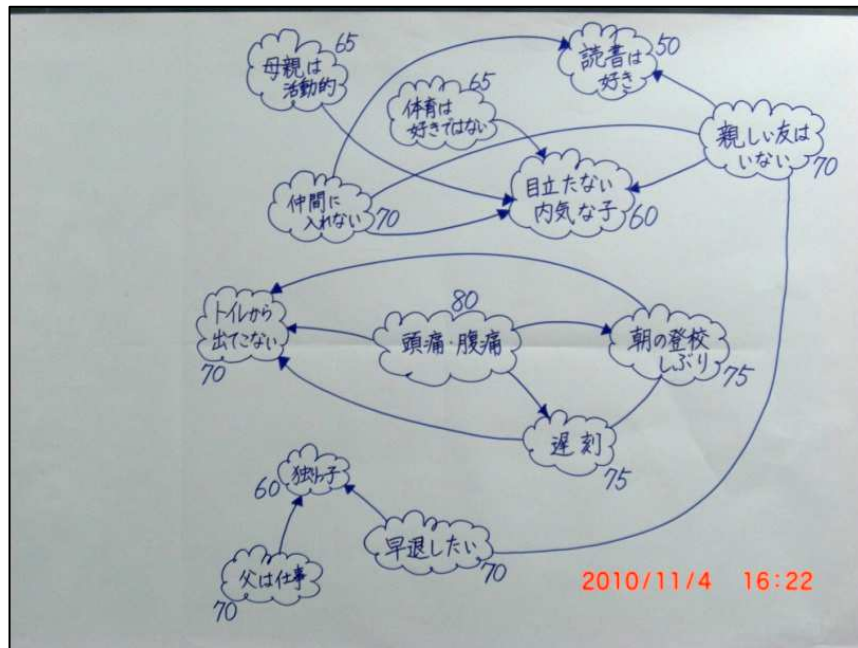 母親は
活動的
65
読書は
好き
50
体育は
好きではない
65
親しい友は
いない
70
仲間に
入れない
70
目立たない
内気な子
60
トイレから
出てこない
70
頭痛・腹痛
80
朝の登校
しぶり
75
遅刻
75
独りっ子
60
早退したい
70
父は仕事
70
2010/11/4 16:22